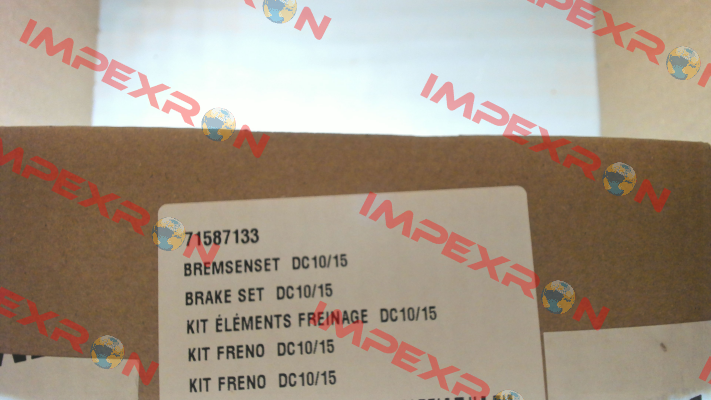 IMPEXRON
IMPEXRON
IMPEXRON
IMPEXRON
IMPEXRON
71587133
BREMSENSET DC10/15
BRAKE SET DC10/15
KIT ÉLÉMENTS FREINAGE DC10/15
KIT FRENO DC10/15
KIT FRENO DC10/15